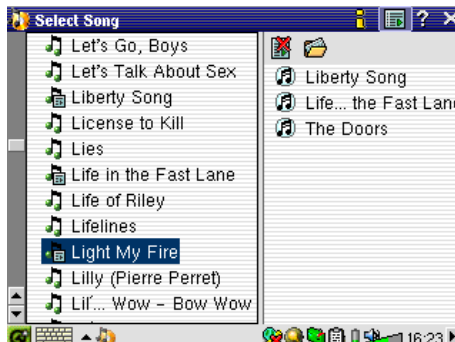 Select Song
?
Let's Go, Boys
Let's Talk About Sex
Liberty Song
License to Kill
Lies
Life in the Fast Lane
Life of Riley
Lifelines
Light My Fire
Lilly (Pierre Perret)
Lil'... Wow - Bow Wow
Liberty Song
Life... the Fast Lane
The Doors
16:23